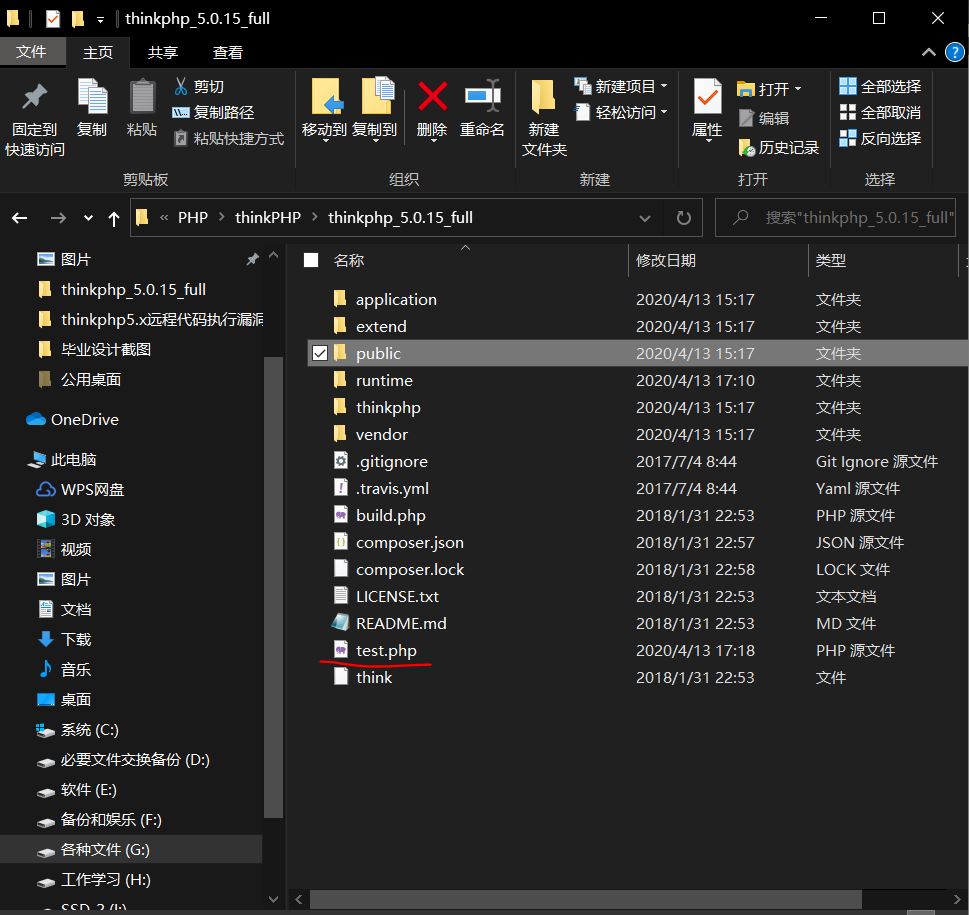 thinkphp_5.0.15_full
文件 主页 共享 查看
固定到快速访问
复制
粘贴
剪切
复制路径
粘贴快捷方式
剪贴板
移动到 复制到 删除 重命名
组织
新建文件夹
新建项目
轻松访问
新建
属性
打开
编辑
历史记录
打开
全部选择
全部取消
反向选择
选择
« PHP > thinkPHP > thinkphp_5.0.15_full
搜索"thinkphp_5.0.15_full"
图片
thinkphp_5.0.15_full
thinkphp5.x远程代码执行漏洞
毕业设计截图
公用桌面
OneDrive
此电脑
WPS网盘
3D 对象
视频
图片
文档
下载
音乐
桌面
系统 (C:)
必要文件交换备份 (D:)
软件 (E:)
备份和娱乐 (F:)
各种文件 (G:)
工作学习 (H:)
SSD-2 (I:)
名称 修改日期 类型
application 2020/4/13 15:17 文件夹
extend 2020/4/13 15:17 文件夹
public 2020/4/13 15:17 文件夹
runtime 2020/4/13 17:10 文件夹
thinkphp 2020/4/13 15:17 文件夹
vendor 2020/4/13 15:17 文件夹
.gitignore 2017/7/4 8:44 Git Ignore 源文件
.travis.yml 2017/7/4 8:44 Yaml 源文件
build.php 2018/1/31 22:53 PHP 源文件
composer.json 2018/1/31 22:57 JSON 源文件
composer.lock 2018/1/31 22:58 LOCK 文件
LICENSE.txt 2018/1/31 22:53 文本文档
README.md 2018/1/31 22:53 MD 文件
test.php 2020/4/13 17:18 PHP 源文件
think 2018/1/31 22:53 文件